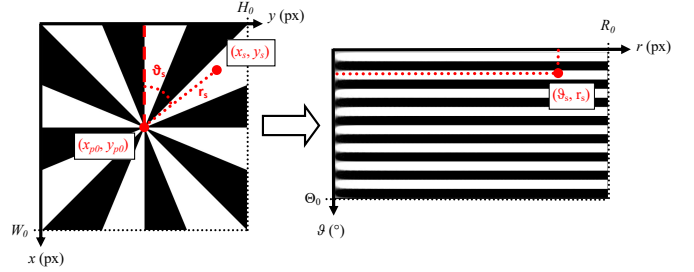 H₀
y (px)
(xₛ, yₛ)
ϑₛ
rₛ
(xₚ₀, yₚ₀)
W₀
x (px)
R₀
r (px)
(ϑₛ, rₛ)
Θ₀
ϑ (°)